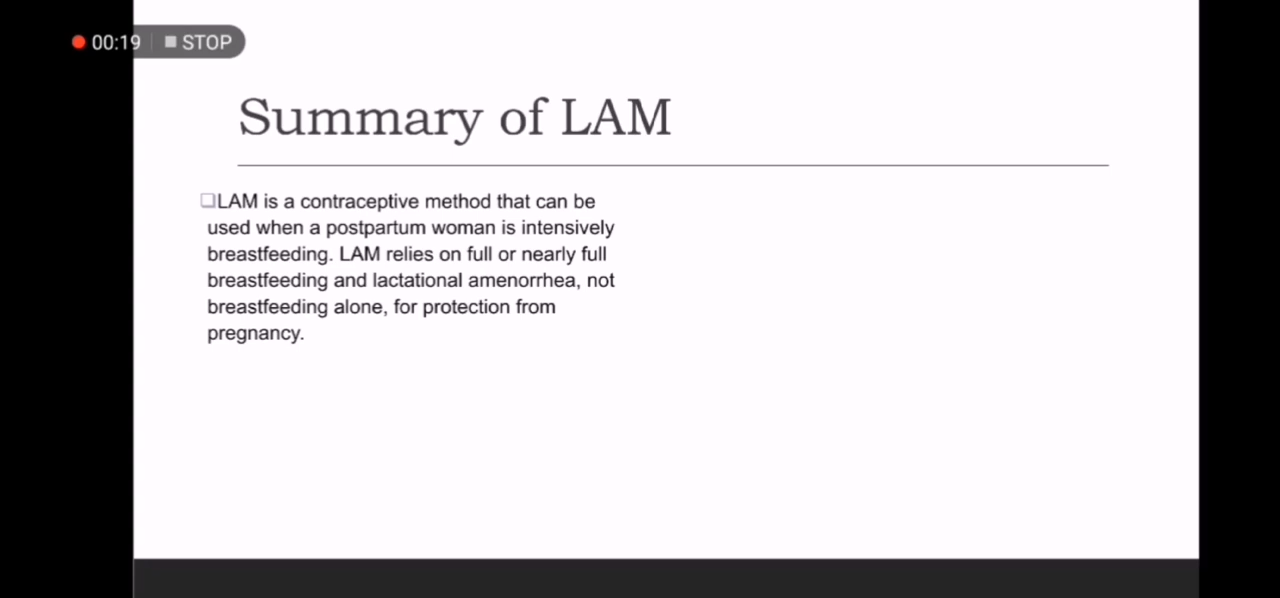 00:19 STOP
Summary of LAM
LAM is a contraceptive method that can be
used when a postpartum woman is intensively
breastfeeding. LAM relies on full or nearly full
breastfeeding and lactational amenorrhea, not
breastfeeding alone, for protection from
pregnancy.